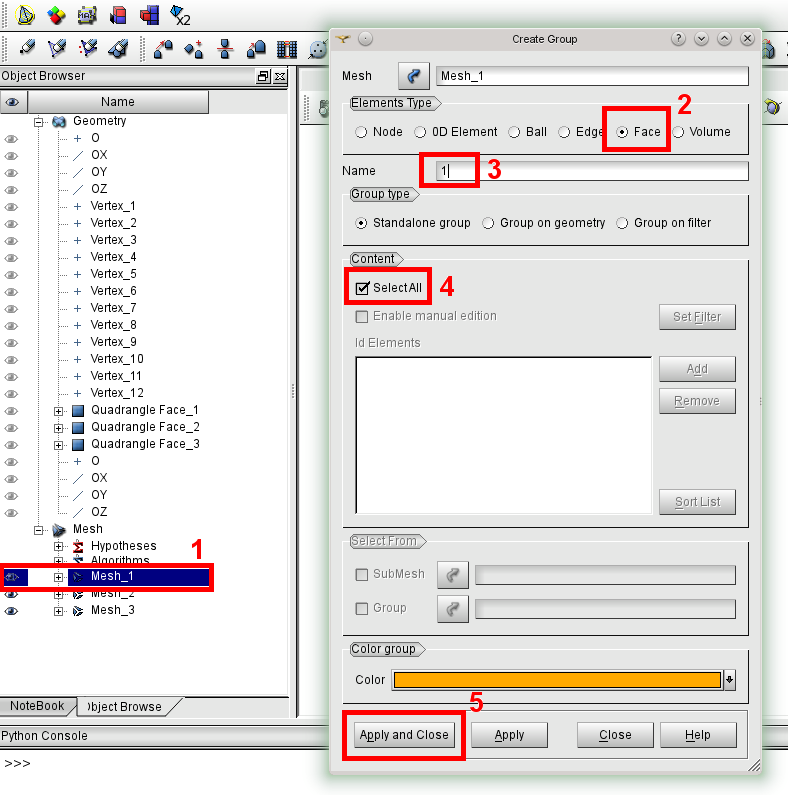 X2
Object Browser
Name
Geometry
O
OX
OY
OZ
Vertex_1
Vertex_2
Vertex_3
Vertex_4
Vertex_5
Vertex_6
Vertex_7
Vertex_8
Vertex_9
Vertex_10
Vertex_11
Vertex_12
Quadrangle Face_1
Quadrangle Face_2
Quadrangle Face_3
O
OX
OY
OZ
Mesh
Hypotheses
Algorithms
1
Mesh_1
Mesh_2
Mesh_3
NoteBook
Object Browse
Python Console
>>>
Create Group
Mesh
Mesh_1
Elements Type
2
Node
0D Element
Ball
Edge
Face
Volume
Name
1
3
Group type
Standalone group
Group on geometry
Group on filter
Content
Select All
4
Enable manual edition
Set Filter
Id Elements
Add
Remove
Sort List
Select From
SubMesh
Group
Color group
Color
5
Apply and Close
Apply
Close
Help